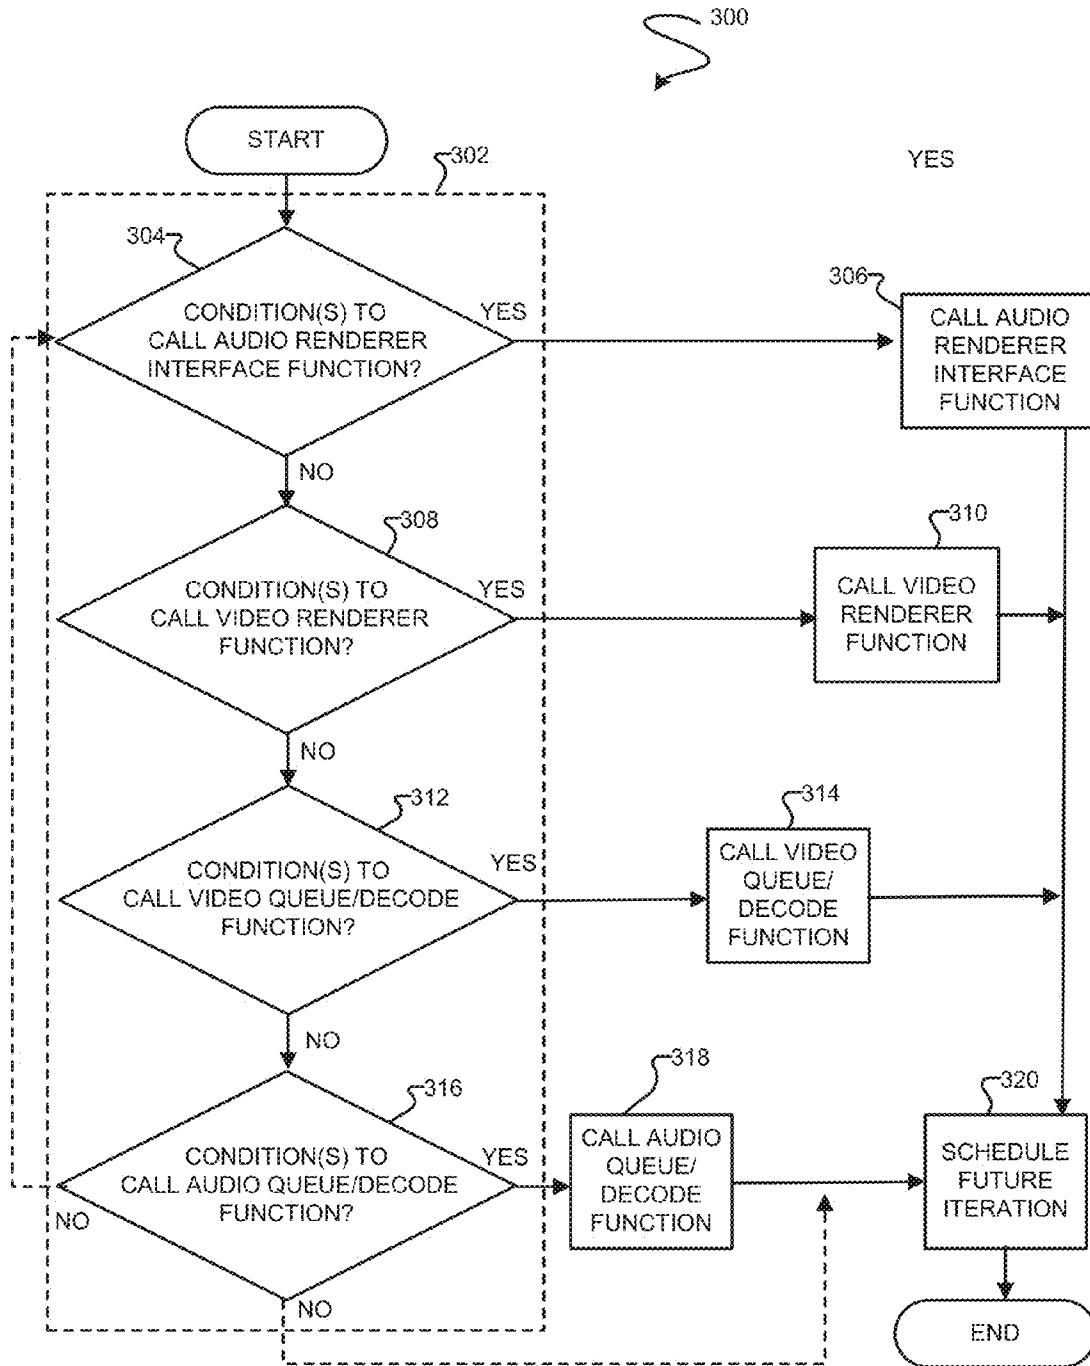 300
START
302
YES
304
CONDITION(S) TO
CALL AUDIO RENDERER
INTERFACE FUNCTION?
YES
306
CALL AUDIO
RENDERER
INTERFACE
FUNCTION
NO
308
CONDITION(S) TO
CALL VIDEO RENDERER
FUNCTION?
YES
310
CALL VIDEO
RENDERER
FUNCTION
NO
312
CONDITION(S) TO
CALL VIDEO QUEUE/DECODE
FUNCTION?
YES
314
CALL VIDEO
QUEUE/
DECODE
FUNCTION
NO
316
CONDITION(S) TO
CALL AUDIO QUEUE/DECODE
FUNCTION?
YES
NO
NO
318
CALL AUDIO
QUEUE/
DECODE
FUNCTION
320
SCHEDULE
FUTURE
ITERATION
END